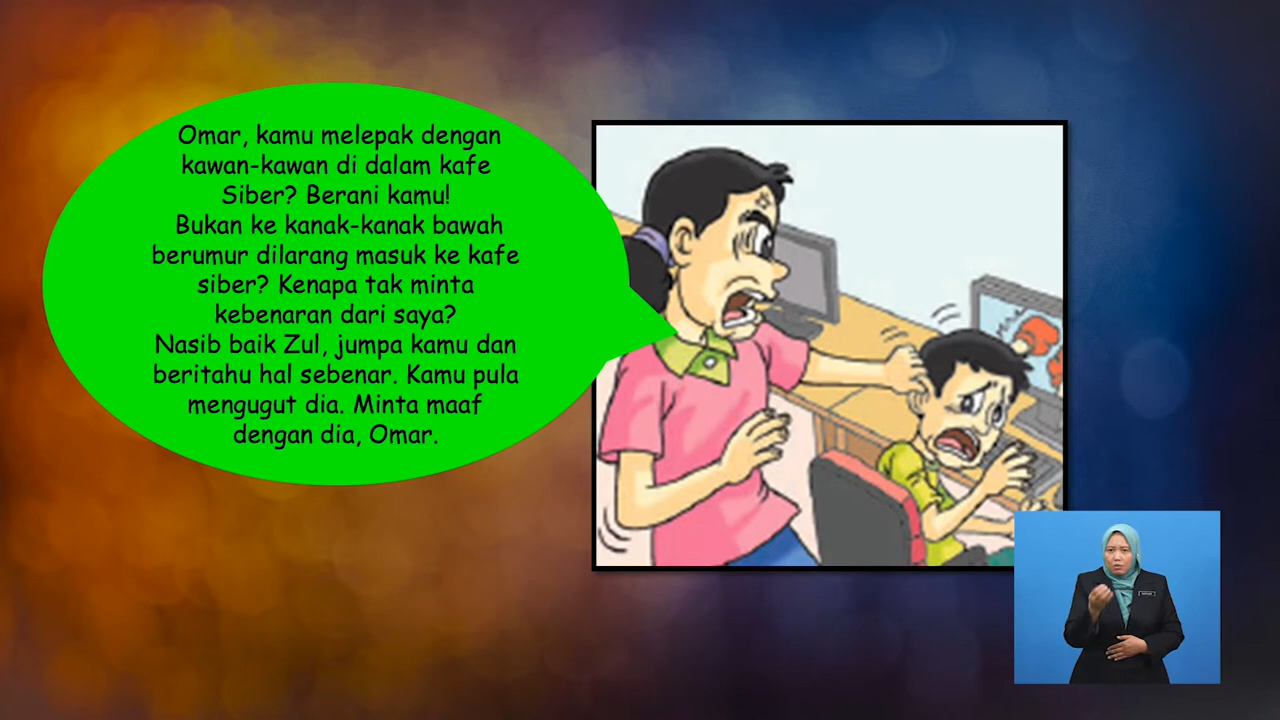 Omar, kamu melepak dengan
kawan-kawan di dalam kafe
Siber? Berani kamu!
Bukan ke kanak-kanak bawah
berumur dilarang masuk ke kafe
siber? Kenapa tak minta
kebenaran dari saya?
Nasib baik Zul, jumpa kamu dan
beritahu hal sebenar. Kamu pula
mengugut dia. Minta maaf
dengan dia, Omar.